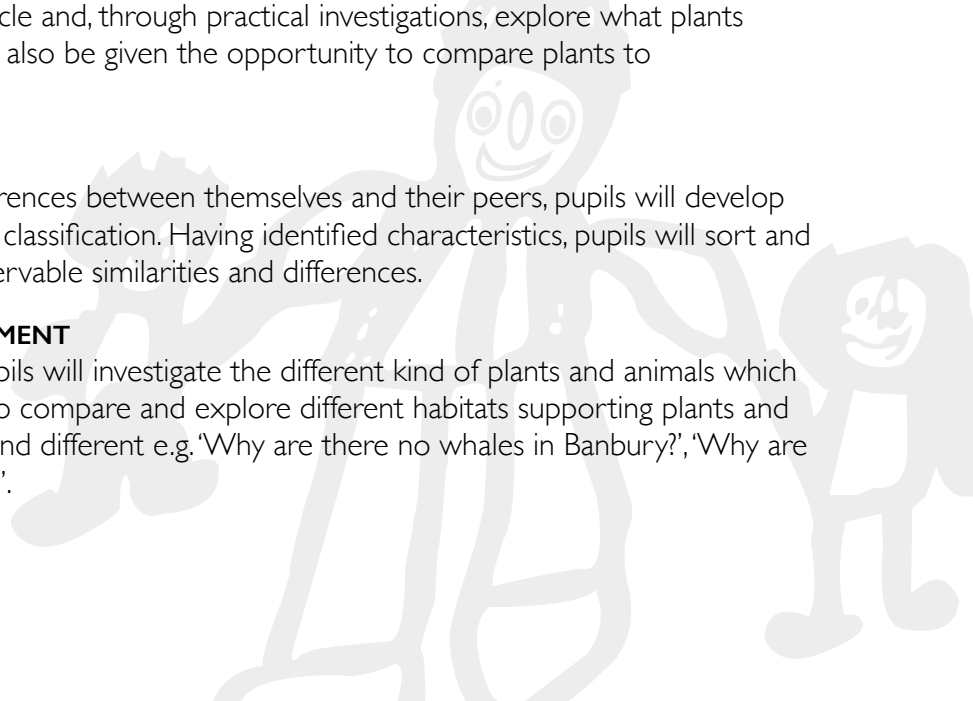 cle and, through practical investigations, explore what plants
also be given the opportunity to compare plants to
rences between themselves and their peers, pupils will develop
classification. Having identified characteristics, pupils will sort and
ervable similarities and differences.
MENT
pils will investigate the different kind of plants and animals which
o compare and explore different habitats supporting plants and
nd different e.g. ‘Why are there no whales in Banbury?’, ‘Why are
’.